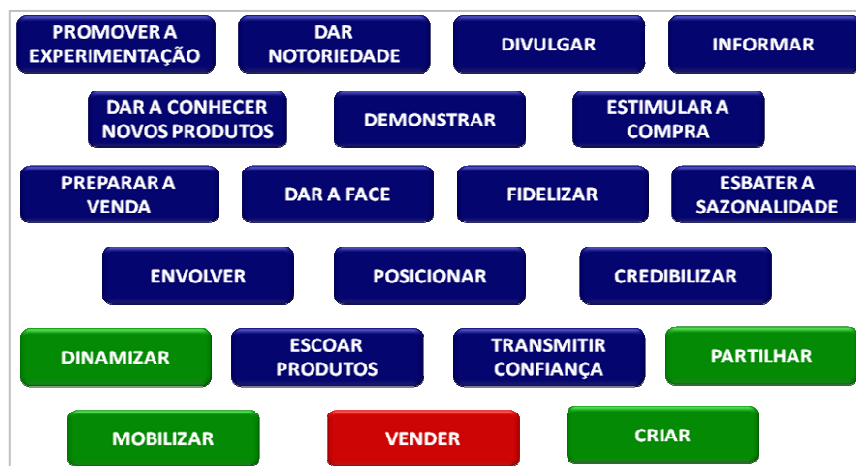 PROMOVER A
EXPERIMENTAÇÃO
DAR
NOTORIEDADE
DIVULGAR
INFORMAR
DAR A CONHECER
NOVOS PRODUTOS
DEMONSTRAR
ESTIMULAR A
COMPRA
PREPARAR A
VENDA
DAR A FACE
FIDELIZAR
ESBATER A
SAZONALIDADE
ENVOLVER
POSICIONAR
CREDIBILIZAR
DINAMIZAR
ESCOAR
PRODUTOS
TRANSMITIR
CONFIANÇA
PARTILHAR
MOBILIZAR
VENDER
CRIAR